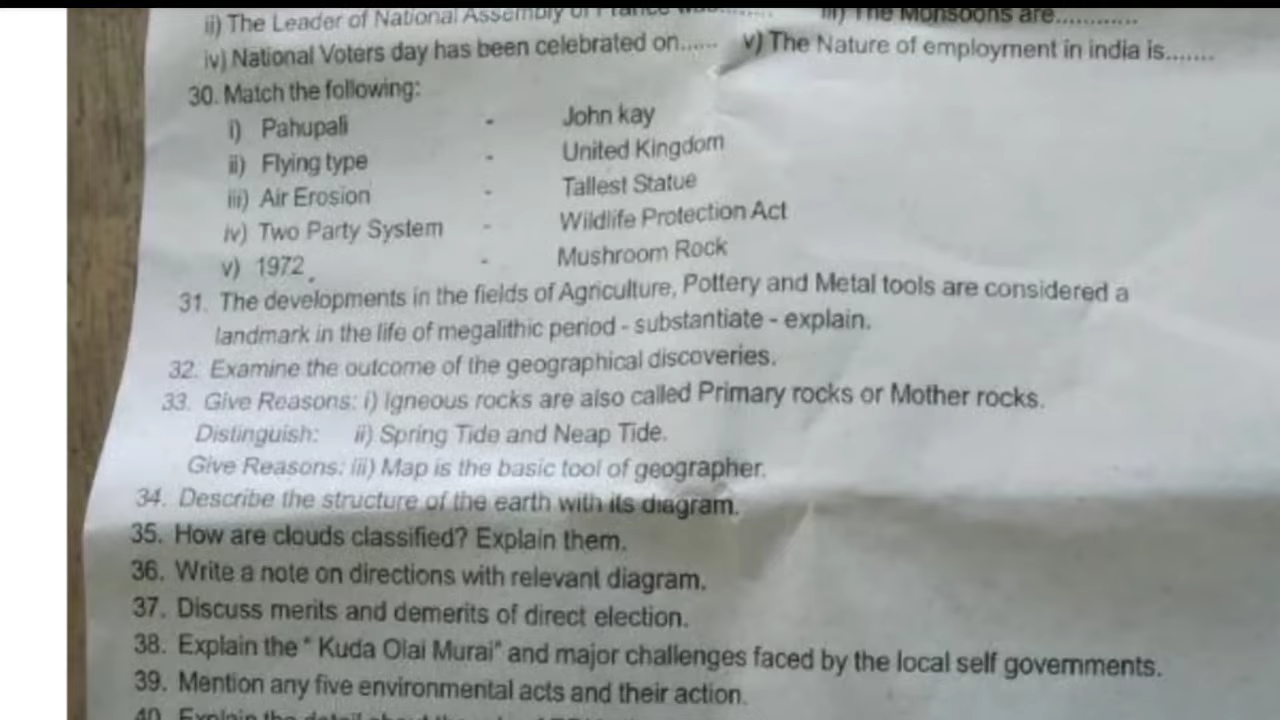 ii) The Leader of National Assembly of France was.......... iii) The Monsoons are............
iv) National Voters day has been celebrated on...... v) The Nature of employment in india is.......
30. Match the following:
i) Pahupali - John kay
ii) Flying type - United Kingdom
iii) Air Erosion - Tallest Statue
iv) Two Party System - Wildlife Protection Act
v) 1972 - Mushroom Rock
31. The developments in the fields of Agriculture, Pottery and Metal tools are considered a
landmark in the life of megalithic period - substantiate - explain.
32. Examine the outcome of the geographical discoveries.
33. Give Reasons: i) Igneous rocks are also called Primary rocks or Mother rocks.
Distinguish: ii) Spring Tide and Neap Tide.
Give Reasons: iii) Map is the basic tool of geographer.
34. Describe the structure of the earth with its diagram.
35. How are clouds classified? Explain them.
36. Write a note on directions with relevant diagram.
37. Discuss merits and demerits of direct election.
38. Explain the " Kuda Olai Murai" and major challenges faced by the local self governments.
39. Mention any five environmental acts and their action.
40. Explain the detail about the